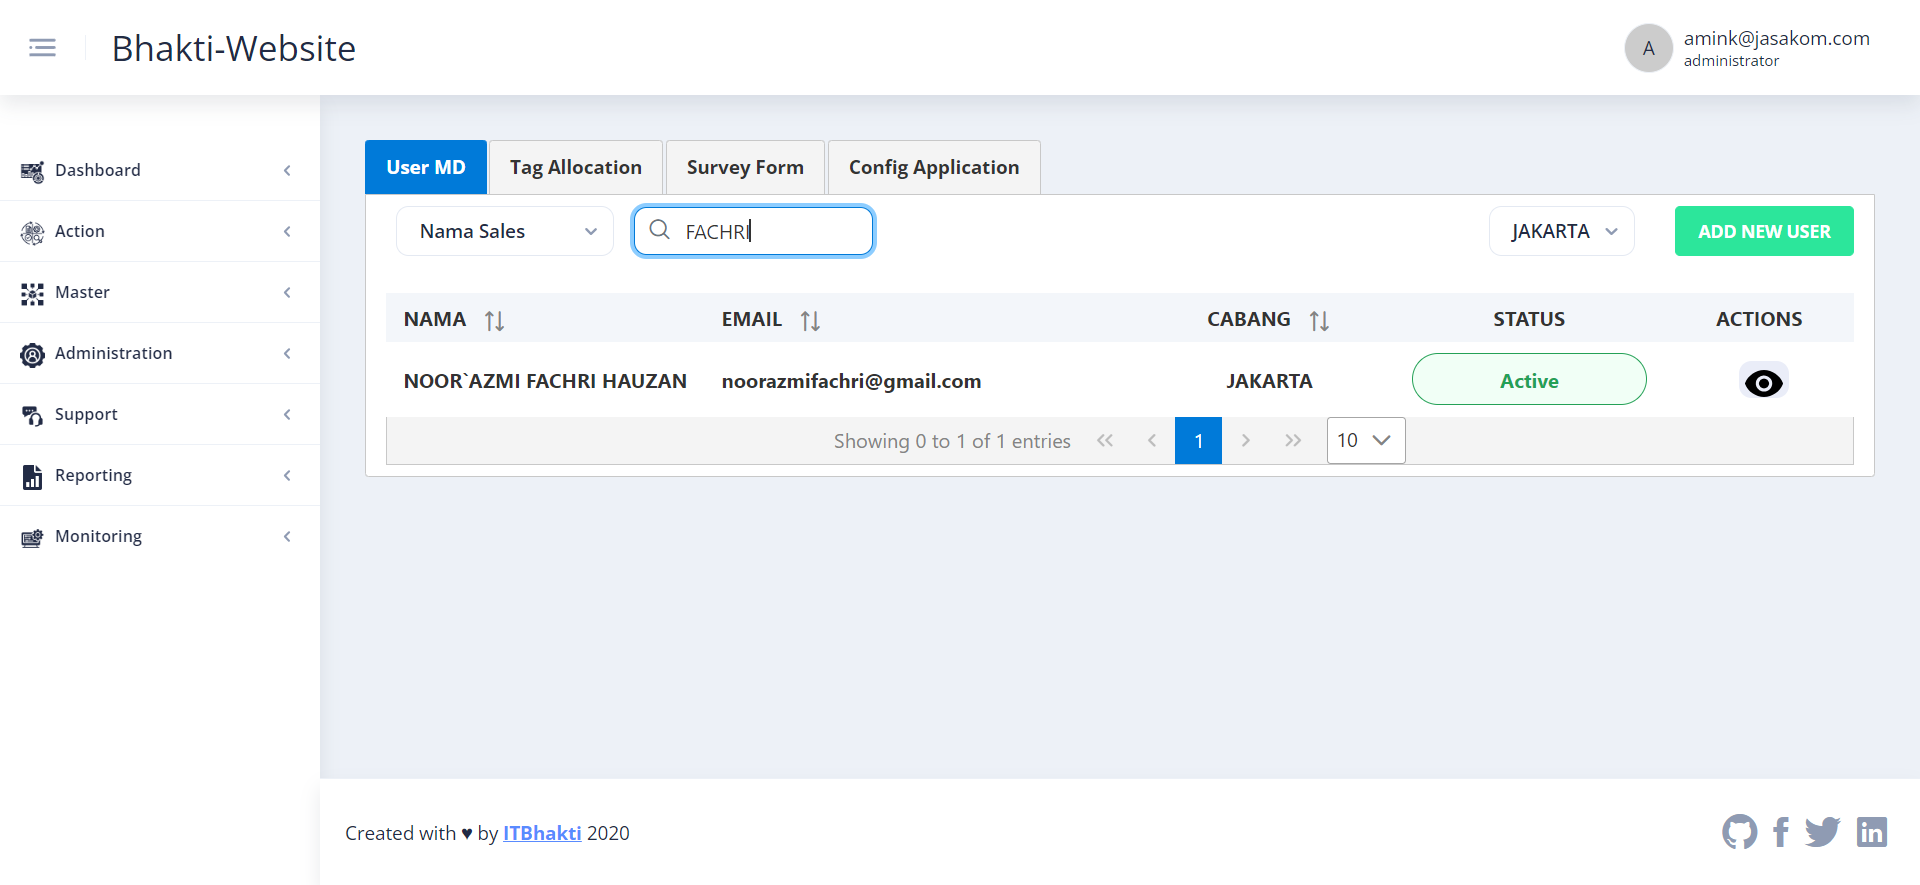 Bhakti-Website
A
amink@jasakom.com
administrator
Dashboard
Action
Master
Administration
Support
Reporting
Monitoring
User MD
Tag Allocation
Survey Form
Config Application
Nama Sales
FACHRI
JAKARTA
ADD NEW USER
NAMA EMAIL CABANG STATUS ACTIONS
NOOR`AZMI FACHRI HAUZAN noorazmifachri@gmail.com JAKARTA Active
Showing 0 to 1 of 1 entries 1 10
Created with ♥ by ITBhakti 2020